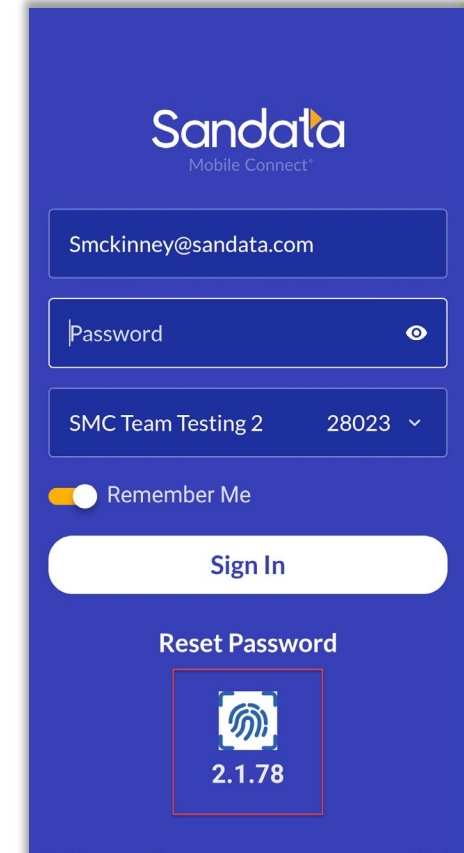 Sandata
Mobile Connect®
Smckinney@sandata.com
Password
SMC Team Testing 2 28023
Remember Me
Sign In
Reset Password
2.1.78